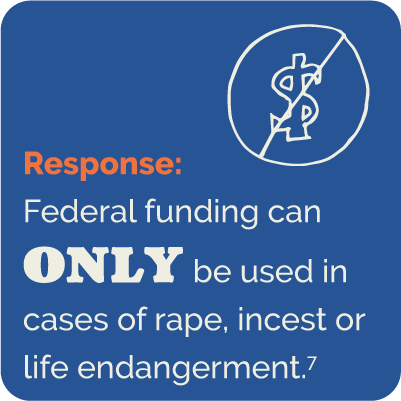 Response:
Federal funding can
ONLY be used in
cases of rape, incest or
life endangerment.⁷